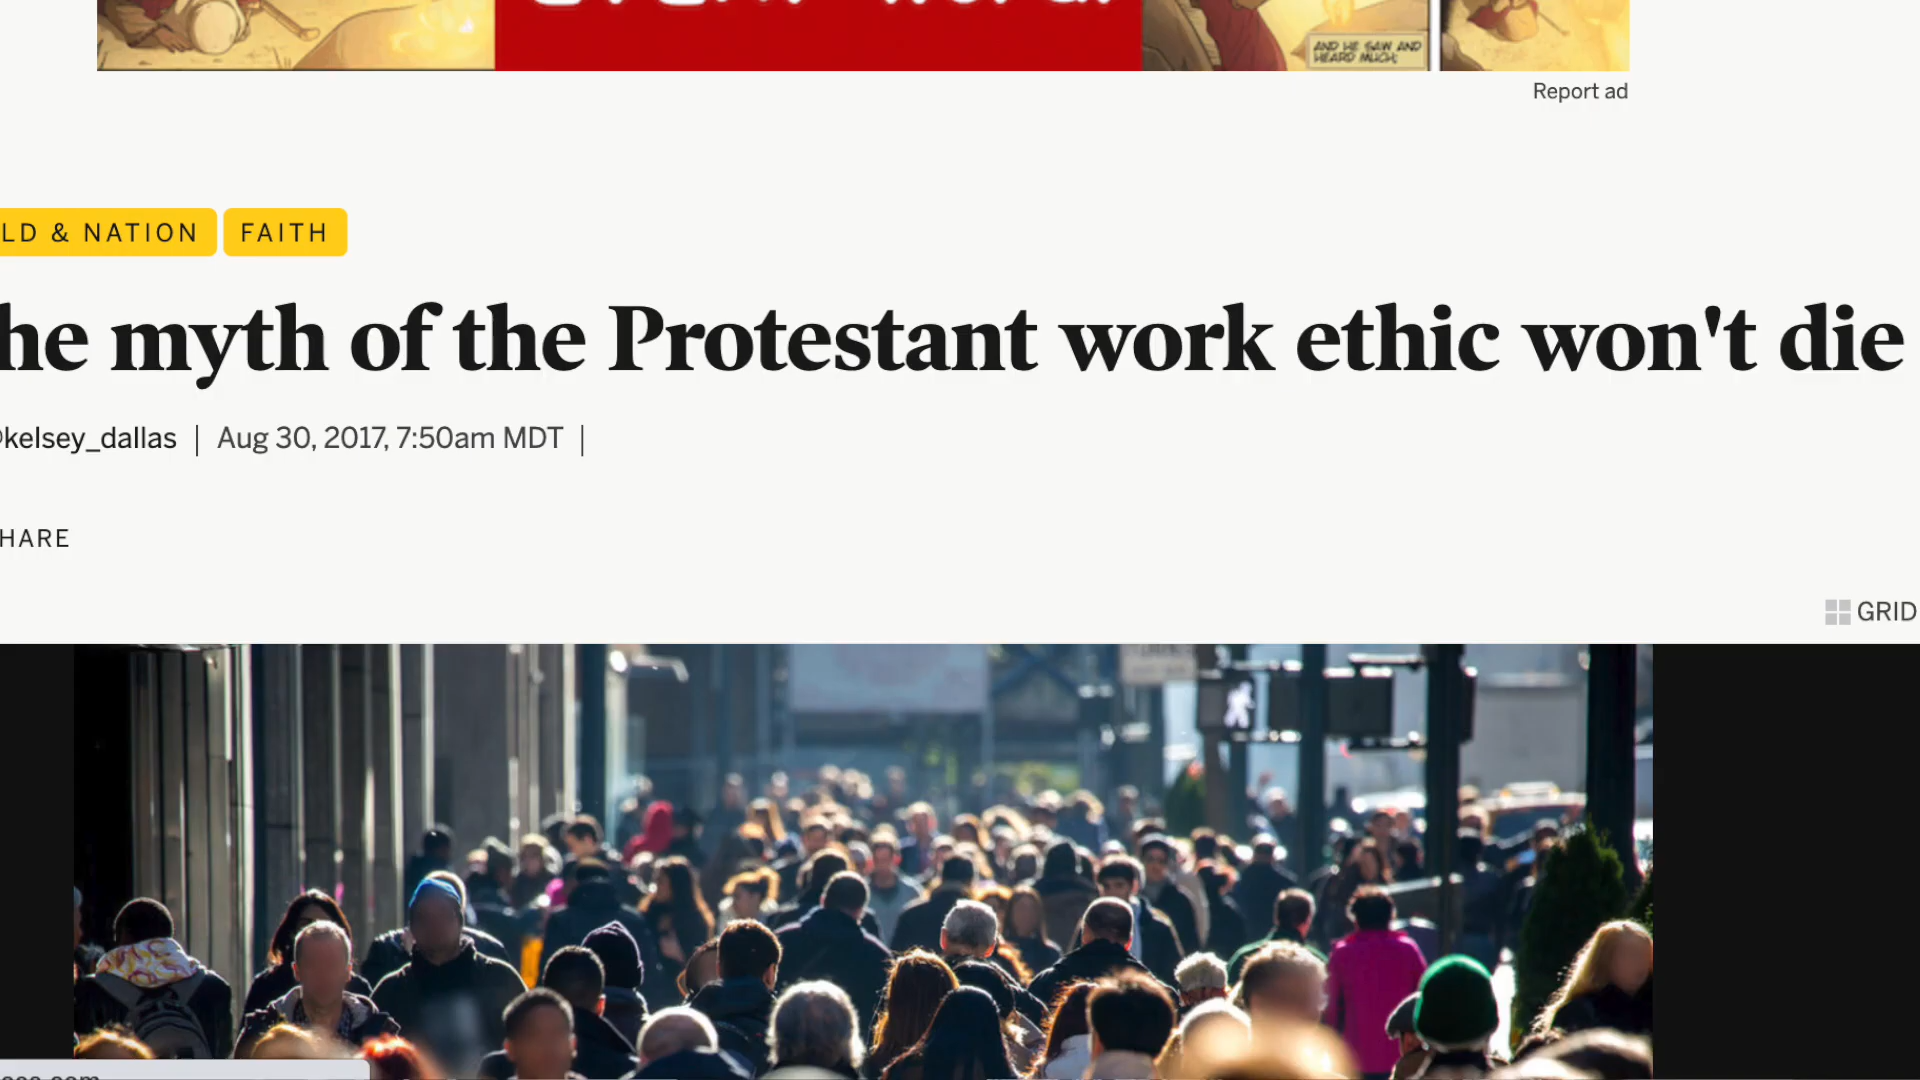 AND HE SAW AND
HEARD MUCH;
Report ad
LD & NATION FAITH
he myth of the Protestant work ethic won't die
@kelsey_dallas | Aug 30, 2017, 7:50am MDT |
HARE
GRID